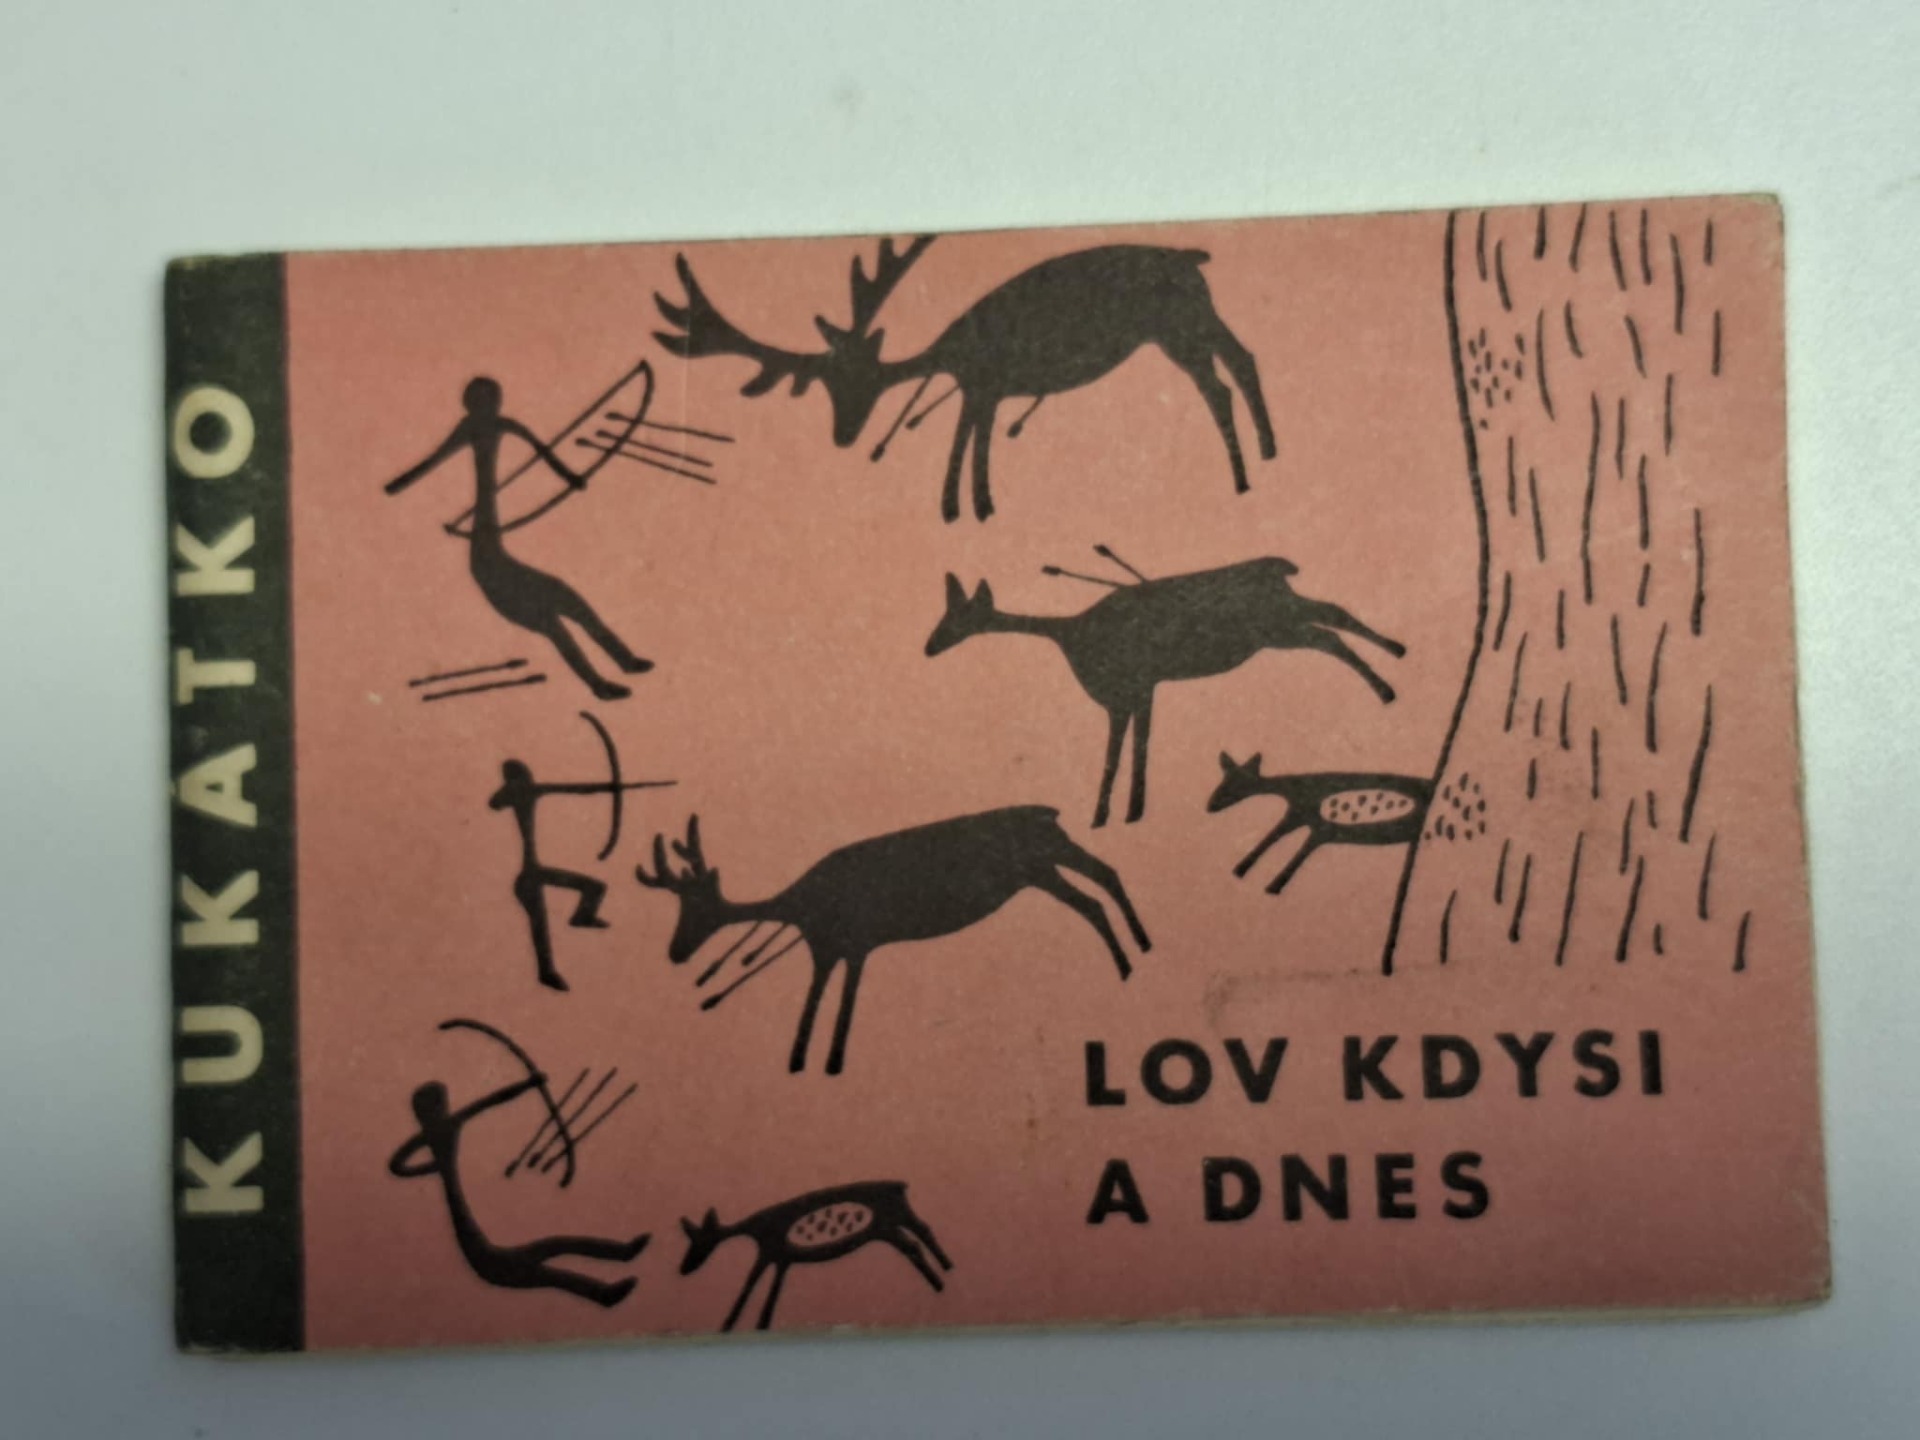 KUKÁTKO
LOV KDYSI
A DNES